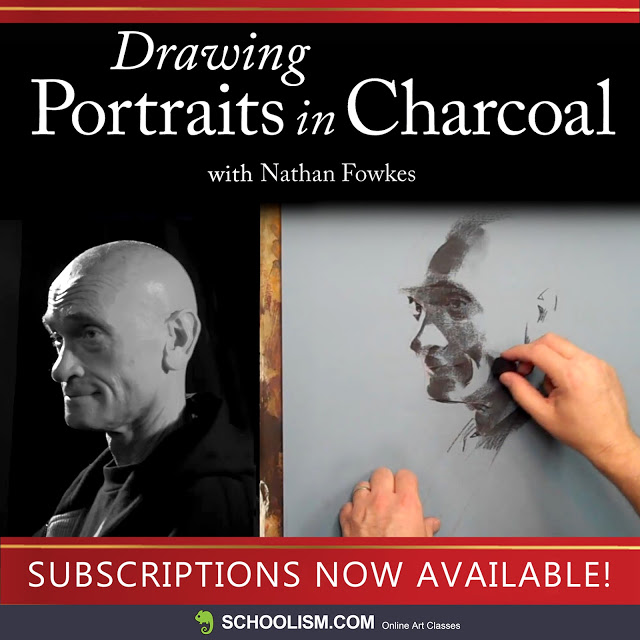 Drawing
Portraits in Charcoal
with Nathan Fowkes
SUBSCRIPTIONS NOW AVAILABLE!
SCHOOLISM.COM Online Art Classes